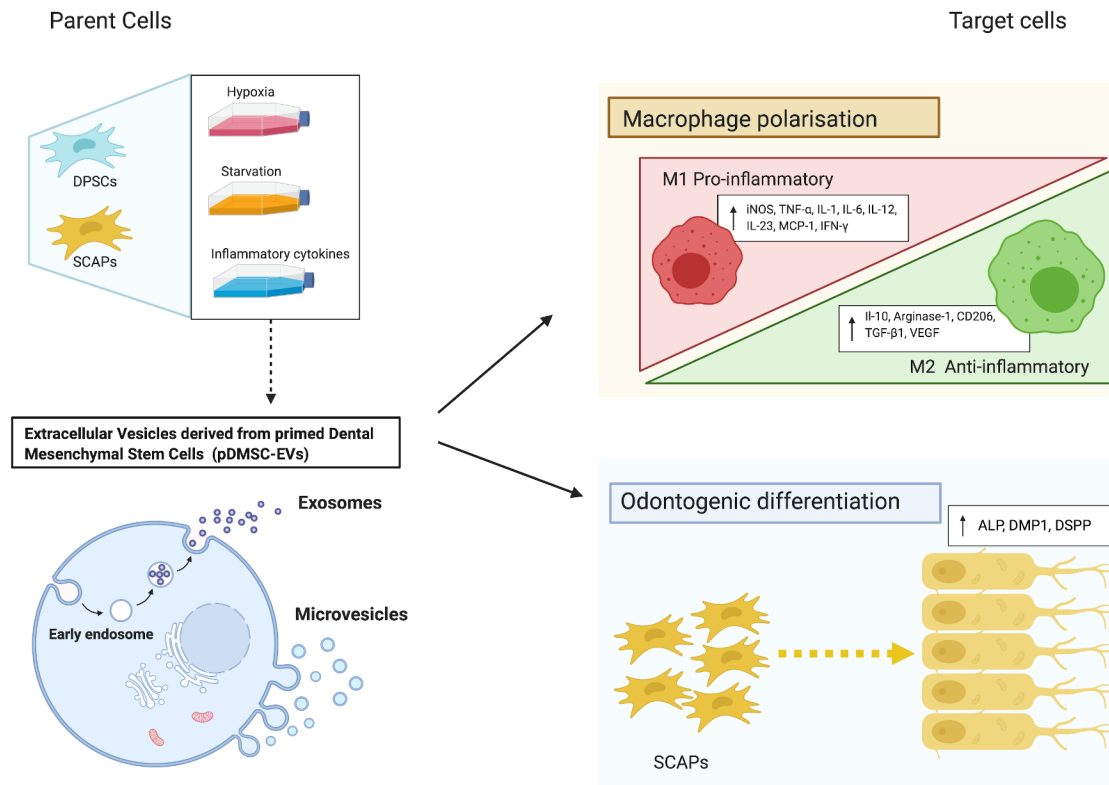 Parent Cells
Target cells
Hypoxia
DPSCs
Starvation
SCAPs
Inflammatory cytokines
Extracellular Vesicles derived from primed Dental
Mesenchymal Stem Cells (pDMSC-EVs)
Exosomes
Early endosome
Microvesicles
Macrophage polarisation
M1 Pro-inflammatory
iNOS, TNF-α, IL-1, IL-6, IL-12,
IL-23, MCP-1, IFN-γ
Il-10, Arginase-1, CD206,
TGF-β1, VEGF
M2 Anti-inflammatory
Odontogenic differentiation
ALP, DMP1, DSPP
SCAPs